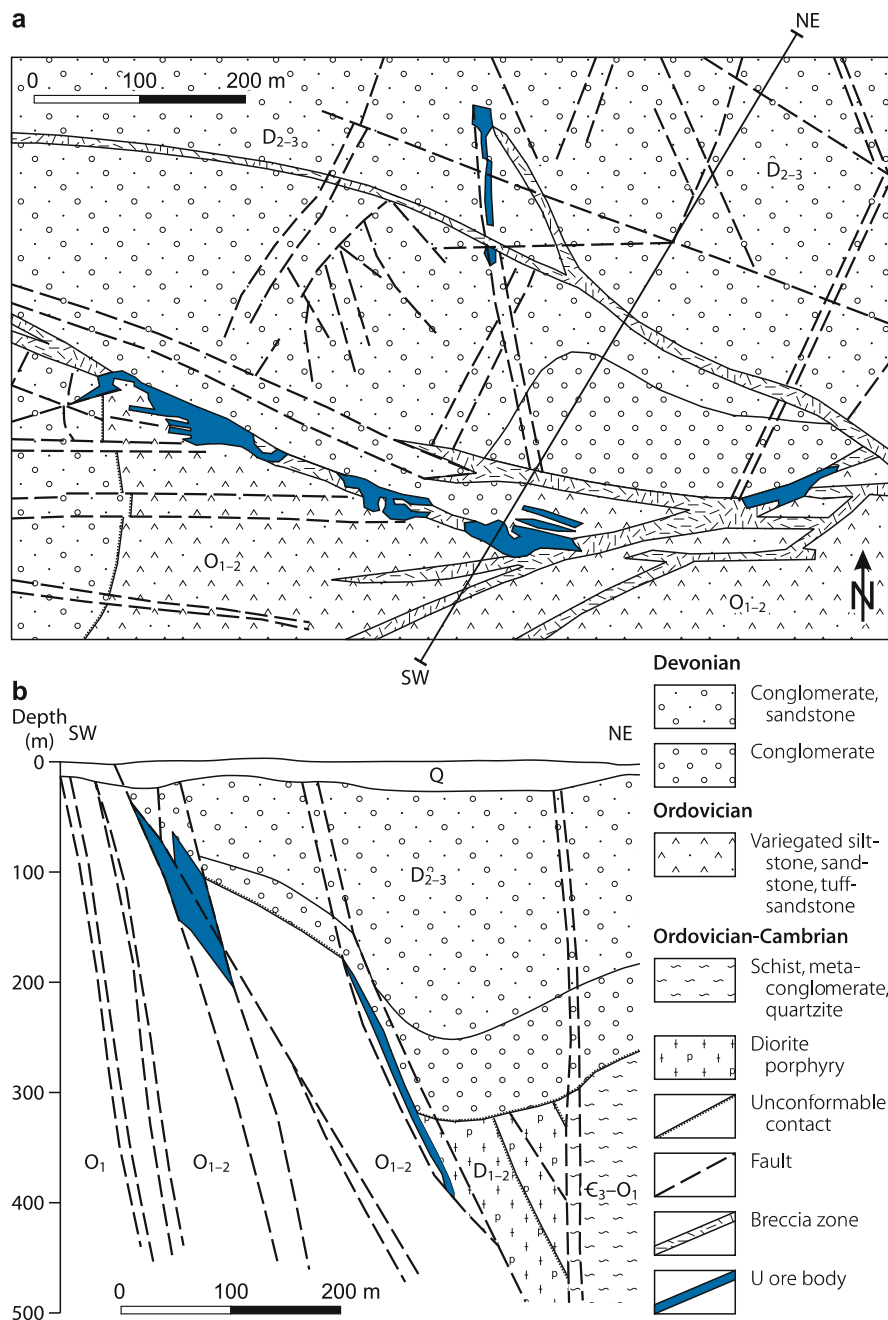 a
NE
0 100 200 m
D2–3
D2–3
O1–2
O1–2
N
SW
b
Depth
(m)
SW
NE
0
100
200
300
400
500
Q
D2–3
O1
O1–2
O1–2
D1–2
Є3–O1
p
0 100 200 m
Devonian
Conglomerate,
sandstone
Conglomerate
Ordovician
Variegated silt-
stone, sand-
stone, tuff-
sandstone
Ordovician-Cambrian
Schist, meta-
conglomerate,
quartzite
p
Diorite
porphyry
Unconformable
contact
Fault
Breccia zone
U ore body